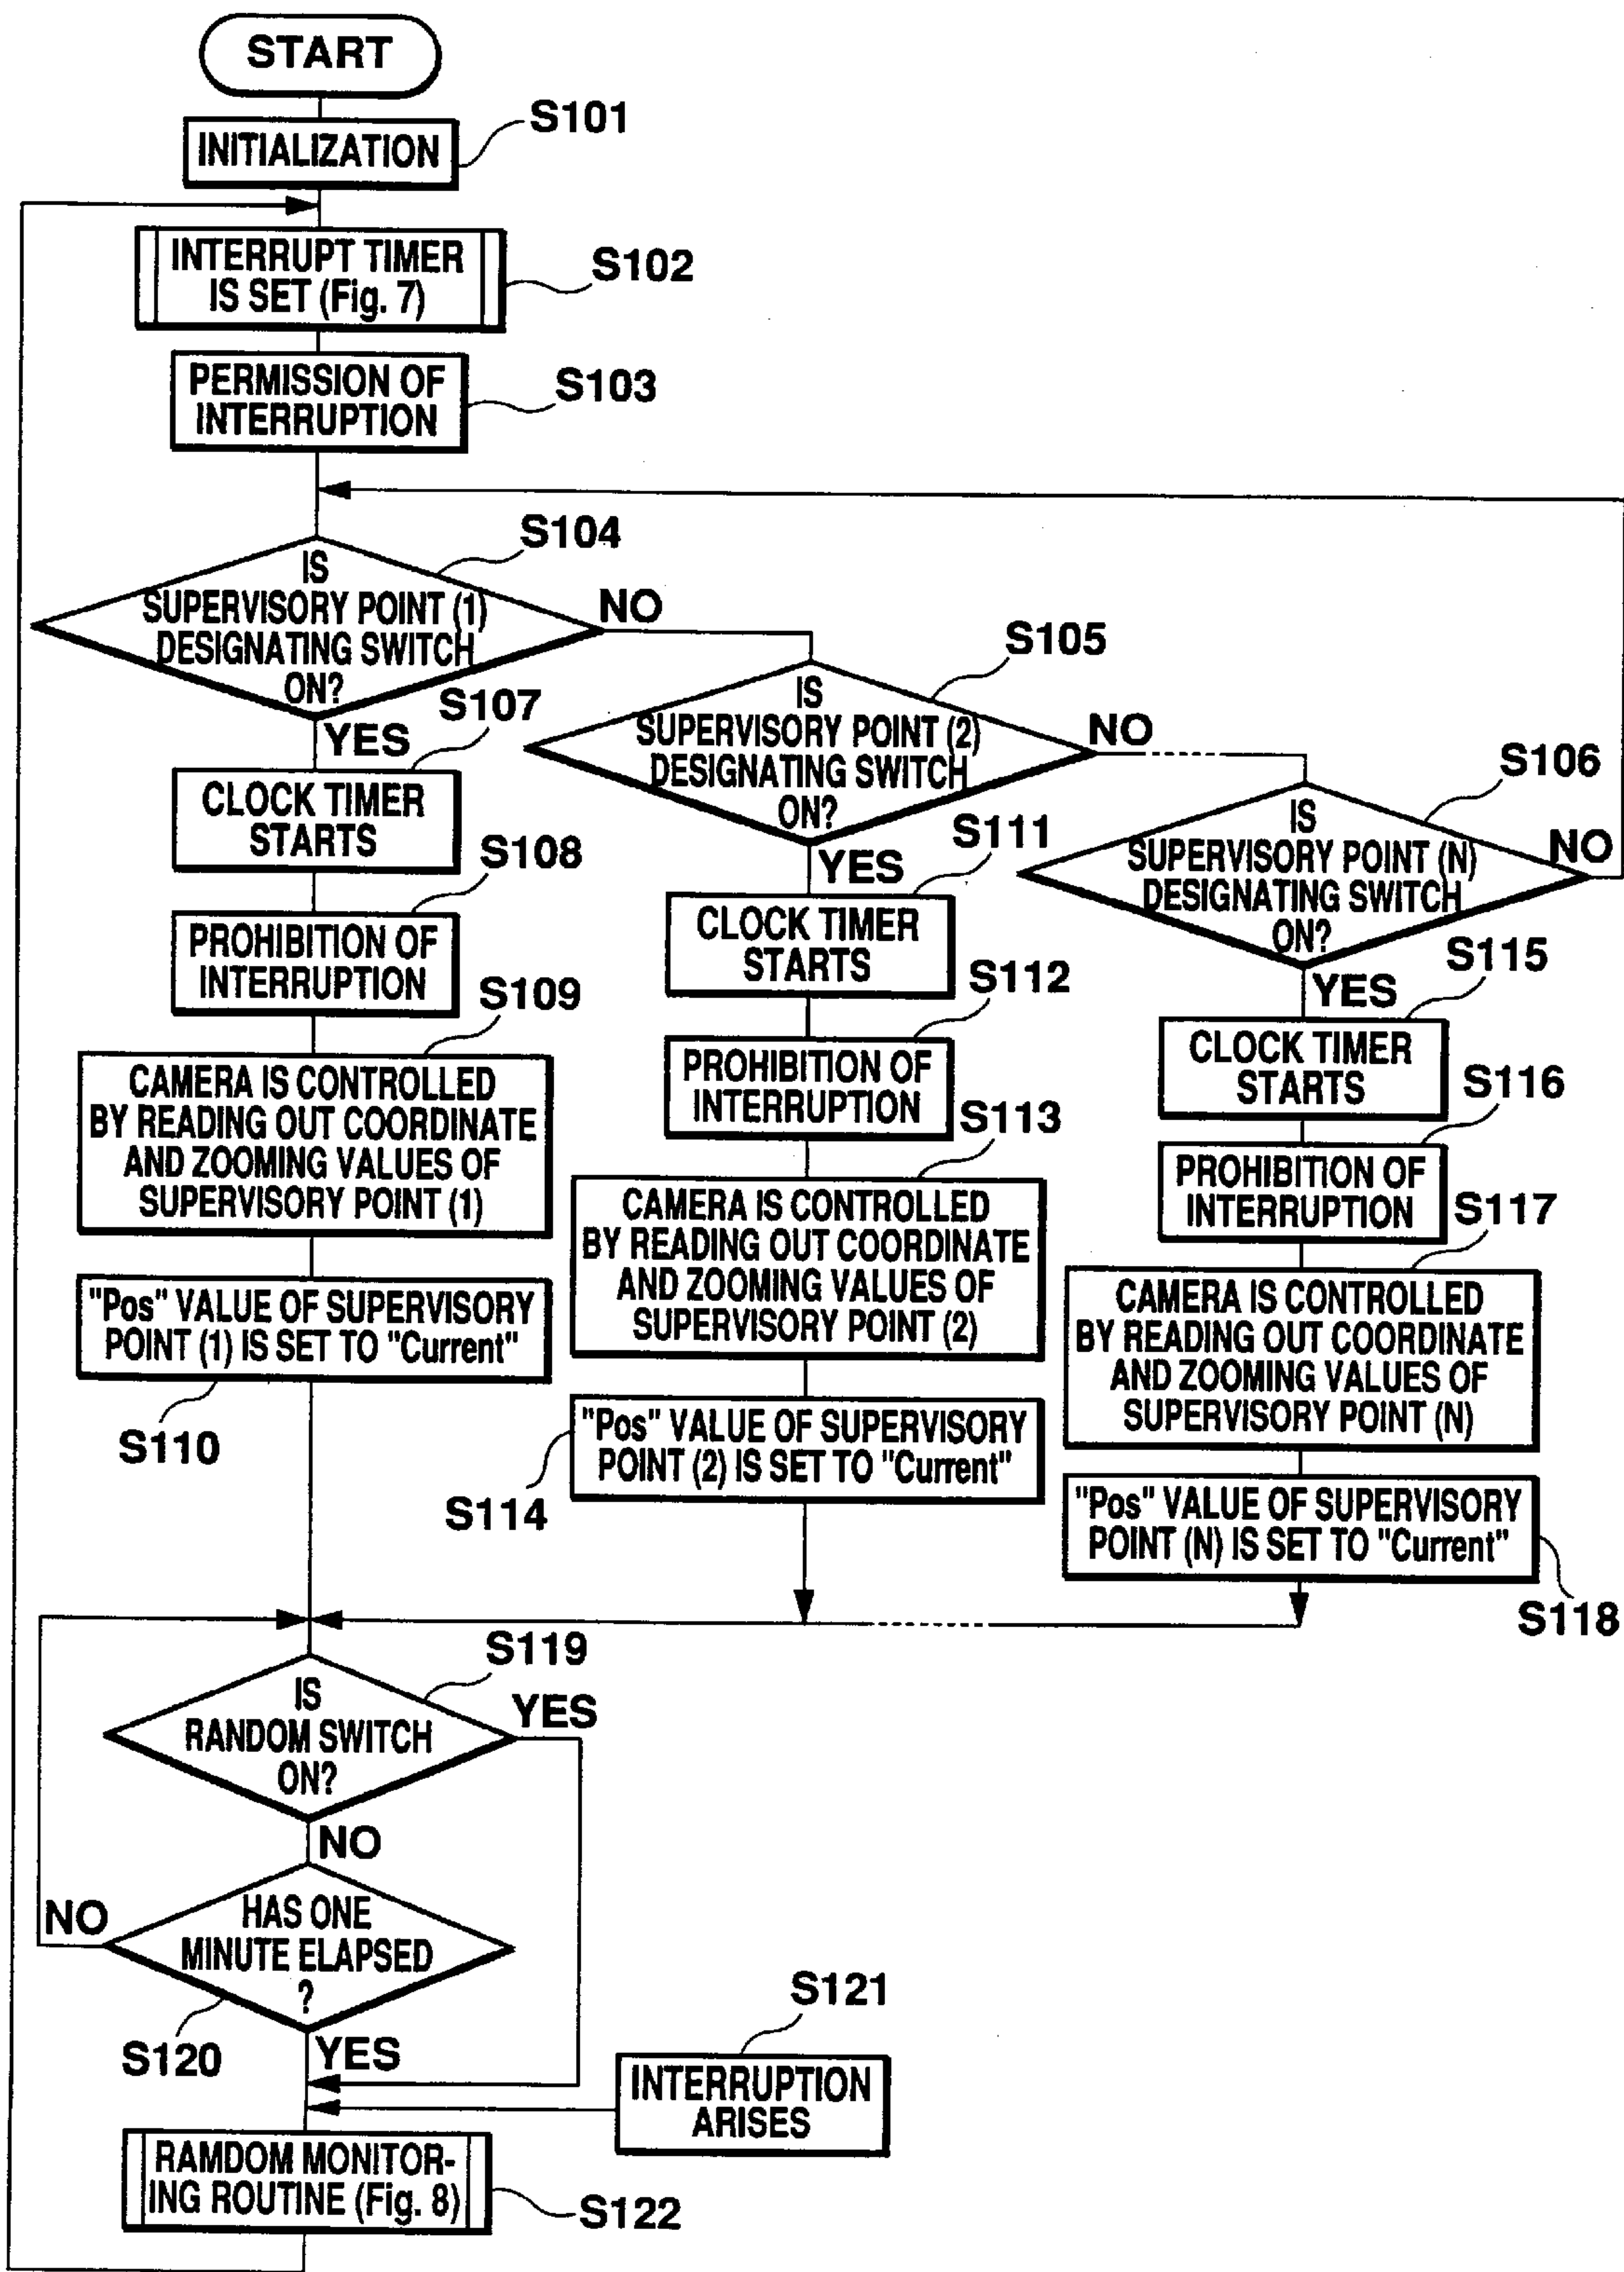 START
S101
INITIALIZATION
INTERRUPT TIMER
IS SET (Fig. 7)
S102
PERMISSION OF
INTERRUPTION
S103
S104
IS
SUPERVISORY POINT (1)
DESIGNATING SWITCH
ON?
NO
YES
S105
IS
SUPERVISORY POINT (2)
DESIGNATING SWITCH
ON?
NO
YES
S106
IS
SUPERVISORY POINT (N)
DESIGNATING SWITCH
ON?
NO
YES
S107
CLOCK TIMER
STARTS
S108
PROHIBITION OF
INTERRUPTION
S109
CAMERA IS CONTROLLED
BY READING OUT COORDINATE
AND ZOOMING VALUES OF
SUPERVISORY POINT (1)
"Pos" VALUE OF SUPERVISORY
POINT (1) IS SET TO "Current"
S110
S111
CLOCK TIMER
STARTS
S112
PROHIBITION OF
INTERRUPTION
S113
CAMERA IS CONTROLLED
BY READING OUT COORDINATE
AND ZOOMING VALUES OF
SUPERVISORY POINT (2)
"Pos" VALUE OF SUPERVISORY
POINT (2) IS SET TO "Current"
S114
S115
CLOCK TIMER
STARTS
S116
PROHIBITION OF
INTERRUPTION
S117
CAMERA IS CONTROLLED
BY READING OUT COORDINATE
AND ZOOMING VALUES OF
SUPERVISORY POINT (N)
"Pos" VALUE OF SUPERVISORY
POINT (N) IS SET TO "Current"
S118
S119
IS
RANDOM SWITCH
ON?
YES
NO
HAS ONE
MINUTE ELAPSED
?
NO
S120
YES
S121
INTERRUPTION
ARISES
RAMDOM MONITOR-
ING ROUTINE (Fig. 8)
S122